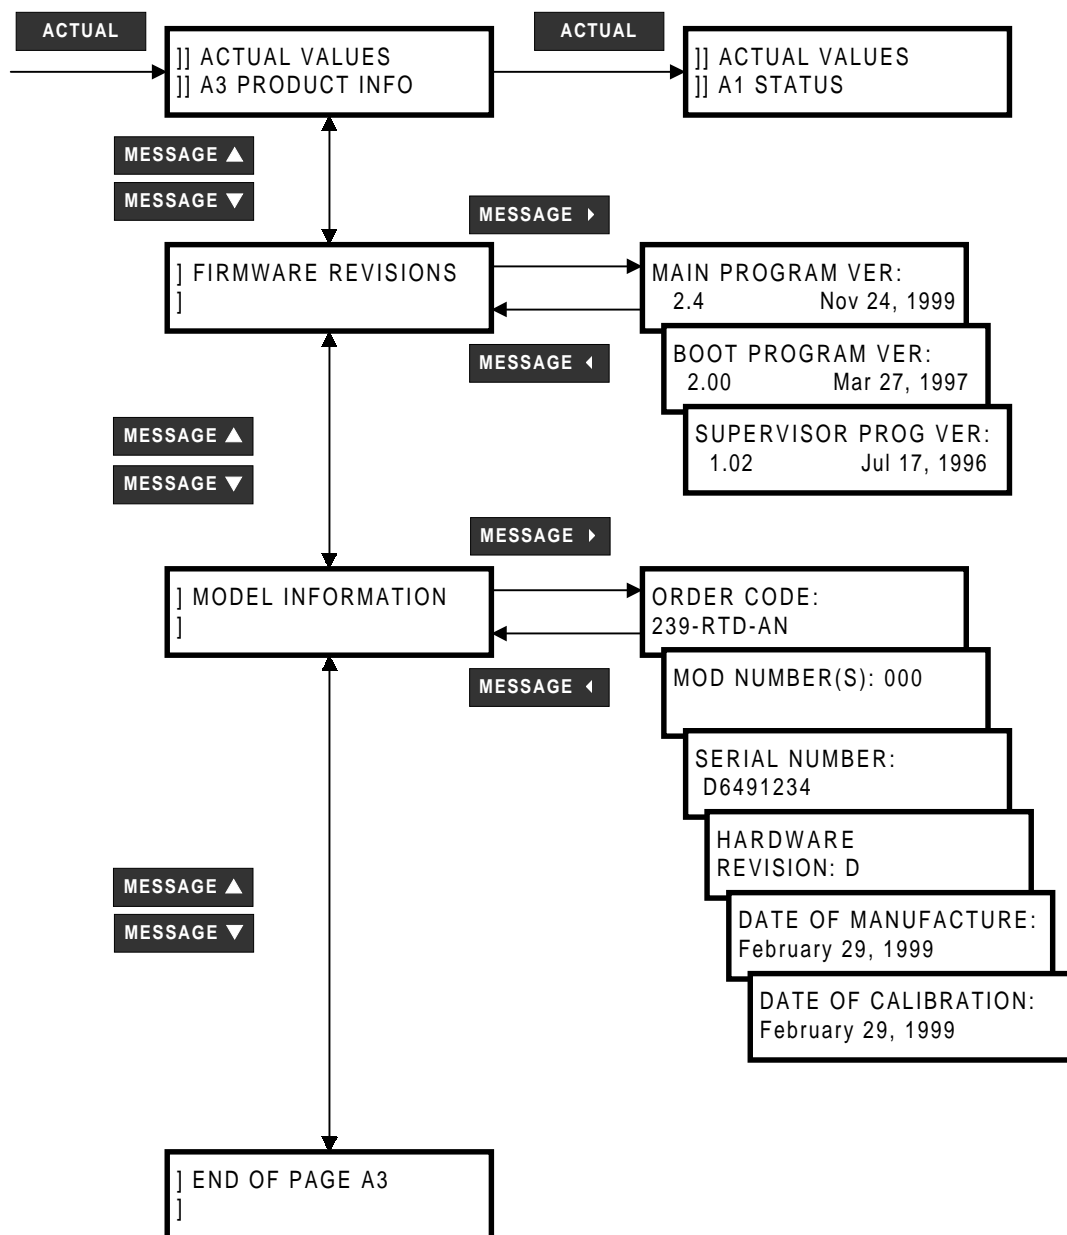 ACTUAL
ACTUAL
]] ACTUAL VALUES
]] A3 PRODUCT INFO
]] ACTUAL VALUES
]] A1 STATUS
MESSAGE ▲
MESSAGE ▼
MESSAGE ▸
] FIRMWARE REVISIONS
]
MAIN PROGRAM VER:
2.4 Nov 24, 1999
MESSAGE ◂
BOOT PROGRAM VER:
2.00 Mar 27, 1997
SUPERVISOR PROG VER:
1.02 Jul 17, 1996
MESSAGE ▲
MESSAGE ▼
MESSAGE ▸
] MODEL INFORMATION
]
ORDER CODE:
239-RTD-AN
MESSAGE ◂
MOD NUMBER(S): 000
SERIAL NUMBER:
D6491234
HARDWARE
REVISION: D
MESSAGE ▲
MESSAGE ▼
DATE OF MANUFACTURE:
February 29, 1999
DATE OF CALIBRATION:
February 29, 1999
] END OF PAGE A3
]